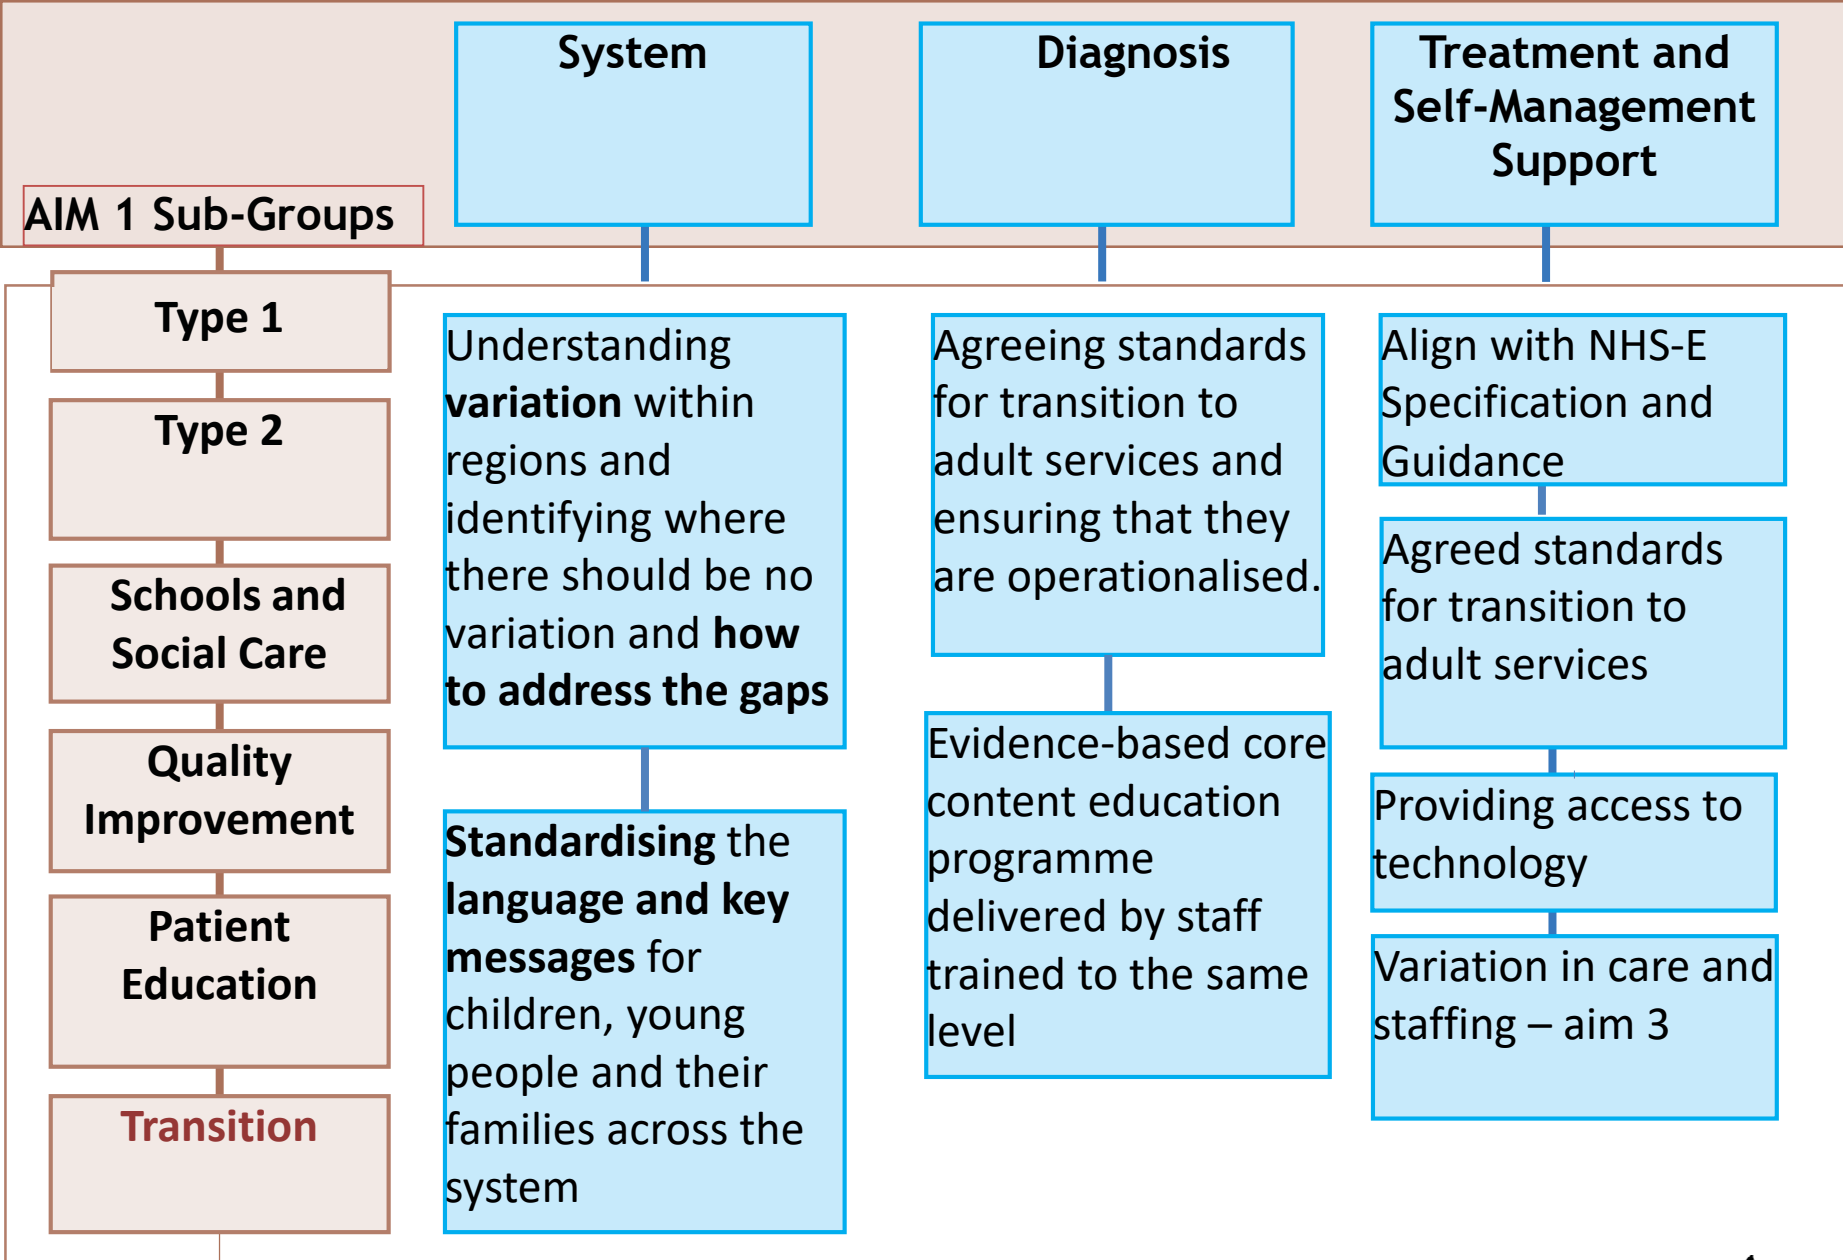 System
Diagnosis
Treatment and
Self-Management
Support
AIM 1 Sub-Groups
Type 1
Type 2
Schools and
Social Care
Quality
Improvement
Patient
Education
Transition
Understanding
variation within
regions and
identifying where
there should be no
variation and how
to address the gaps
Standardising the
language and key
messages for
children, young
people and their
families across the
system
Agreeing standards
for transition to
adult services and
ensuring that they
are operationalised.
Evidence-based core
content education
programme
delivered by staff
trained to the same
level
Align with NHS-E
Specification and
Guidance
Agreed standards
for transition to
adult services
Providing access to
technology
Variation in care and
staffing – aim 3